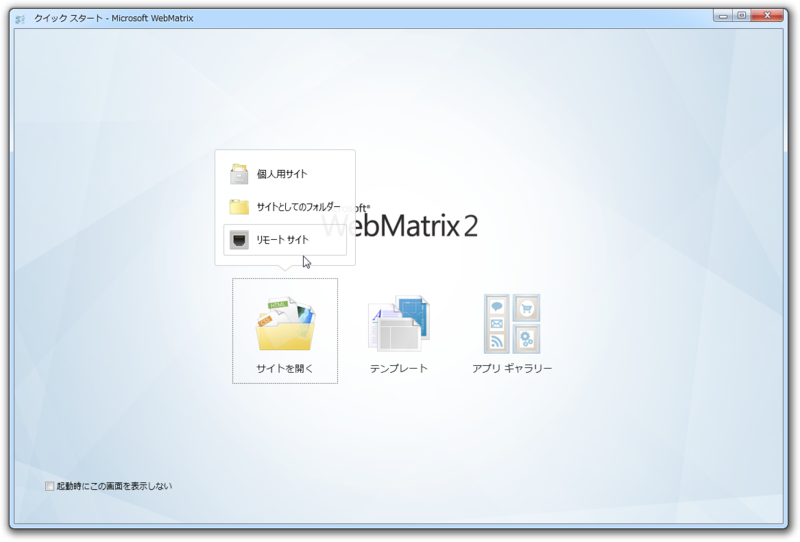 クイック スタート - Microsoft WebMatrix
個人用サイト
サイトとしてのフォルダー
リモート サイト
WebMatrix 2
サイトを開く
テンプレート
アプリ ギャラリー
起動時にこの画面を表示しない